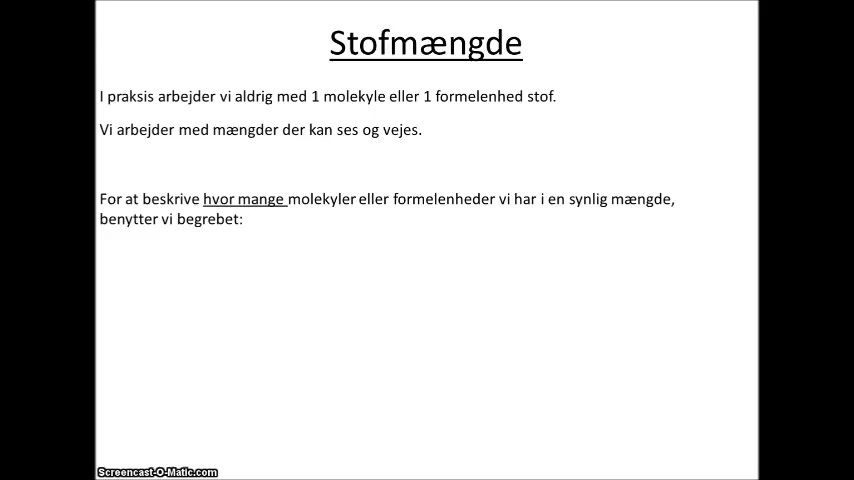 Stofmængde
I praksis arbejder vi aldrig med 1 molekyle eller 1 formelenhed stof.
Vi arbejder med mængder der kan ses og vejes.
For at beskrive hvor mange molekyler eller formelenheder vi har i en synlig mængde,
benytter vi begrebet:
Screencast-O-Matic.com